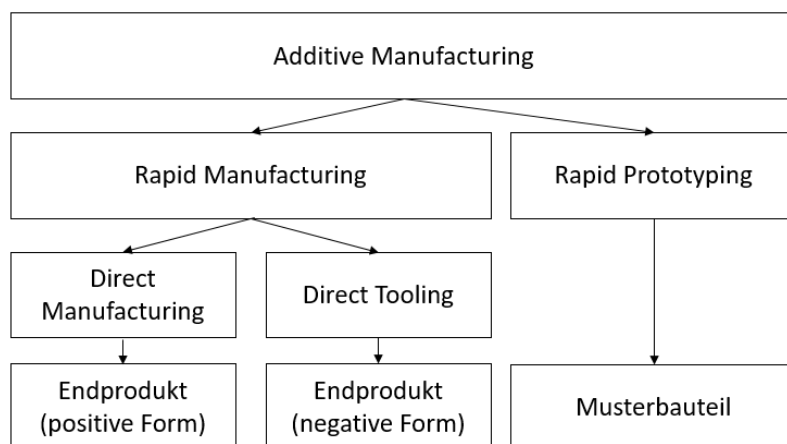 Additive Manufacturing
Rapid Manufacturing
Rapid Prototyping
Direct
Manufacturing
Direct Tooling
Endprodukt
(positive Form)
Endprodukt
(negative Form)
Musterbauteil